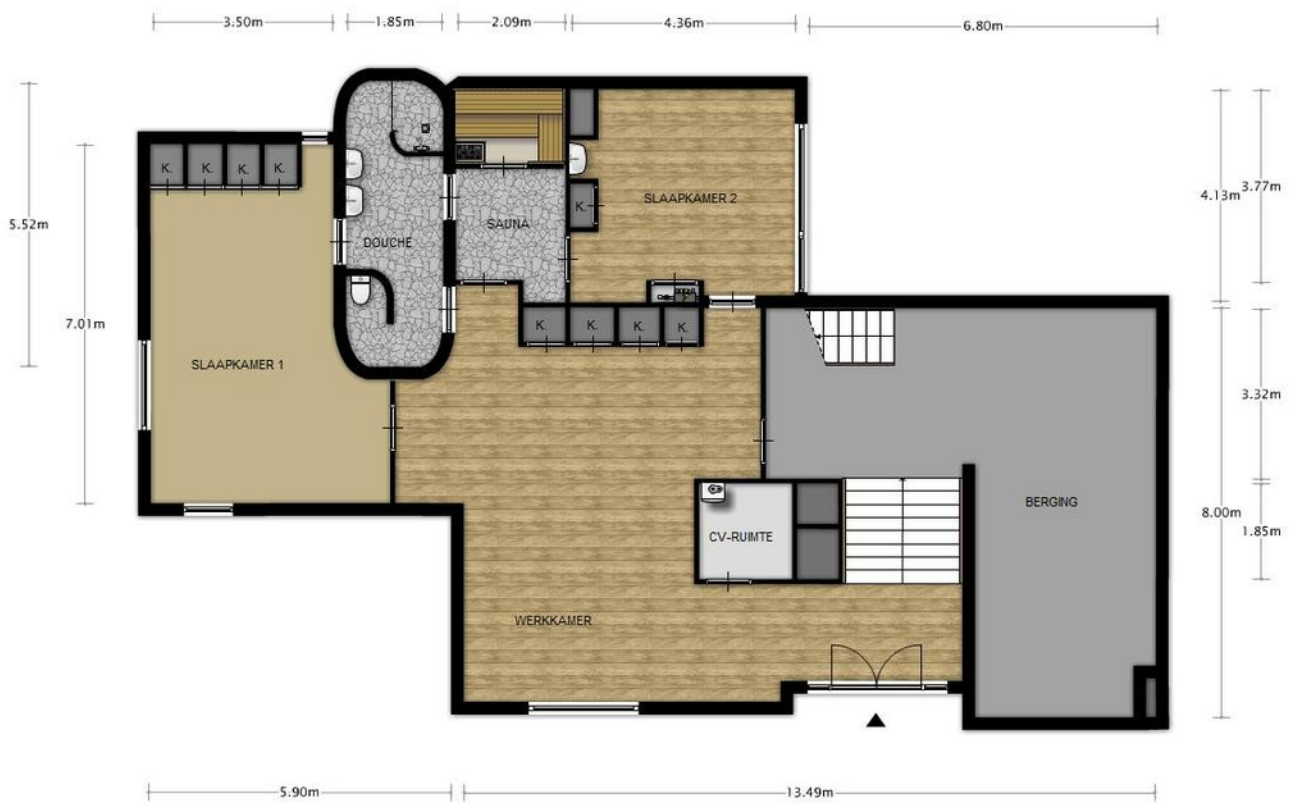 3.50m
1.85m
2.09m
4.36m
6.80m
5.52m
7.01m
4.13m
3.77m
3.32m
8.00m
1.85m
K. K. K. K.
K.
SLAAPKAMER 2
SAUNA
DOUCHE
K. K. K. K.
SLAAPKAMER 1
BERGING
CV-RUIMTE
WERKKAMER
5.90m
13.49m